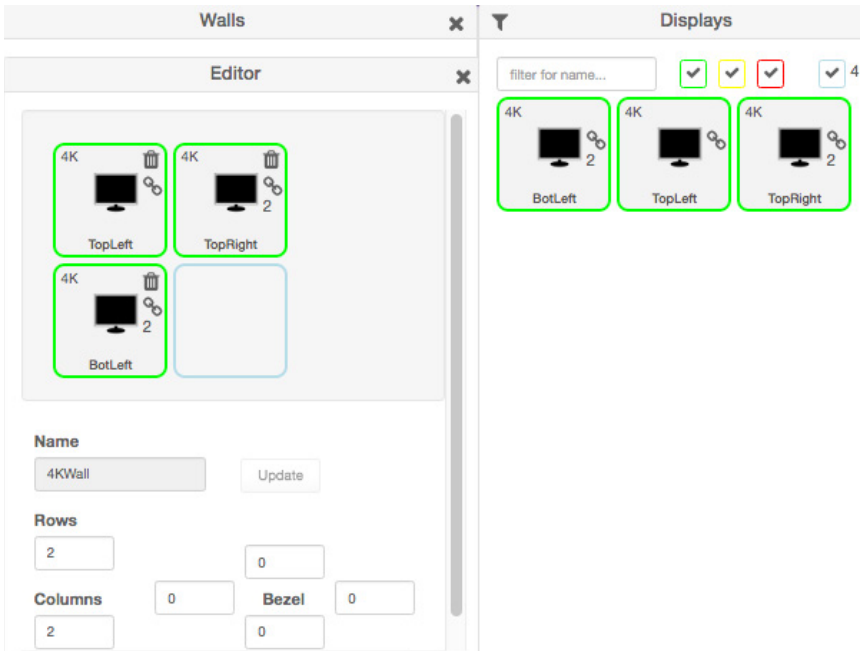 Walls
Displays
Editor
filter for name...
4
4K
4K
2
TopLeft
TopRight
4K
2
BotLeft
4K
4K
4K
2
2
BotLeft
TopLeft
TopRight
Name
4KWall
Update
Rows
2
0
Columns
0
Bezel
0
2
0